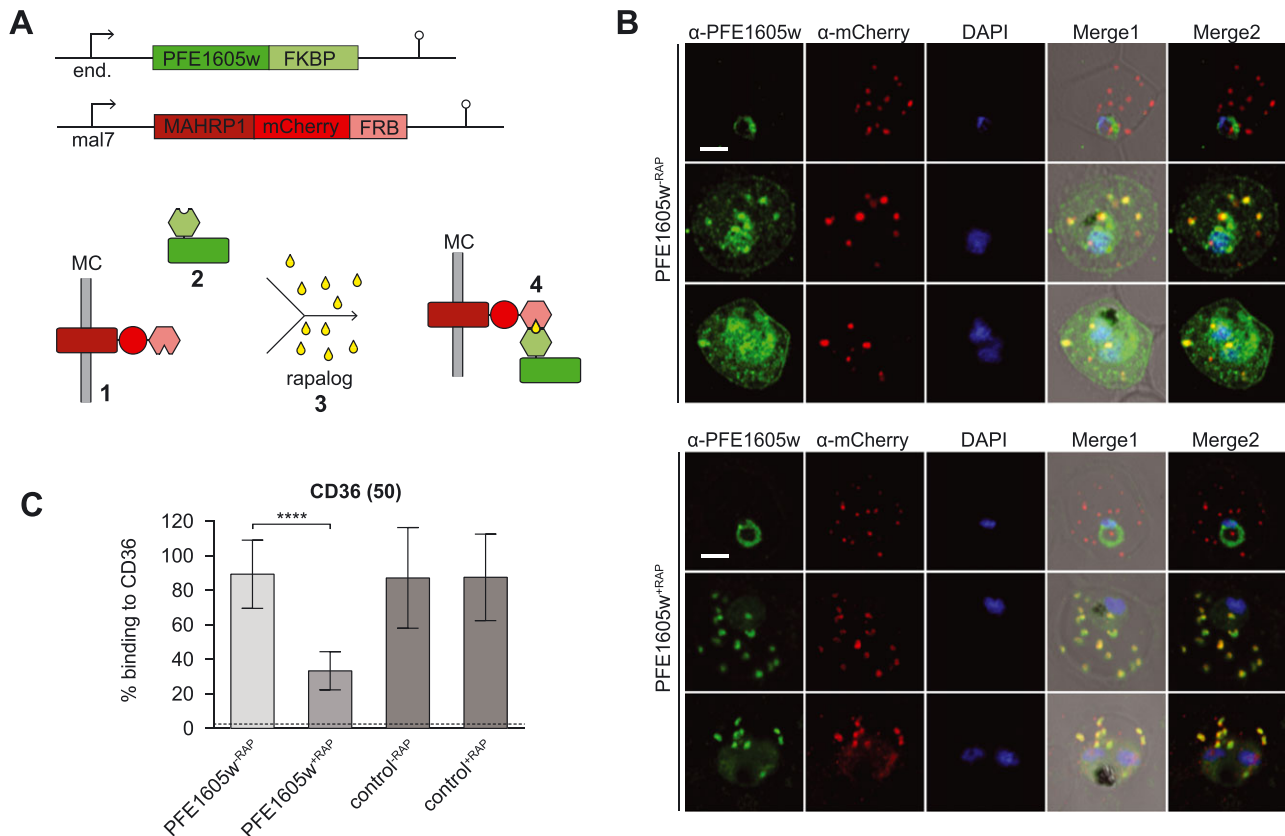 A
PFE1605w FKBP
end.
MAHRP1 mCherry FRB
mal7
MC
2
1
rapalog
3
MC
4
B
α-PFE1605w α-mCherry DAPI Merge1 Merge2
PFE1605w-RAP
α-PFE1605w α-mCherry DAPI Merge1 Merge2
PFE1605w+RAP
C
CD36 (50)
****
% binding to CD36
120
100
80
60
40
20
0
PFE1605w-RAP
PFE1605w+RAP
control-RAP
control+RAP